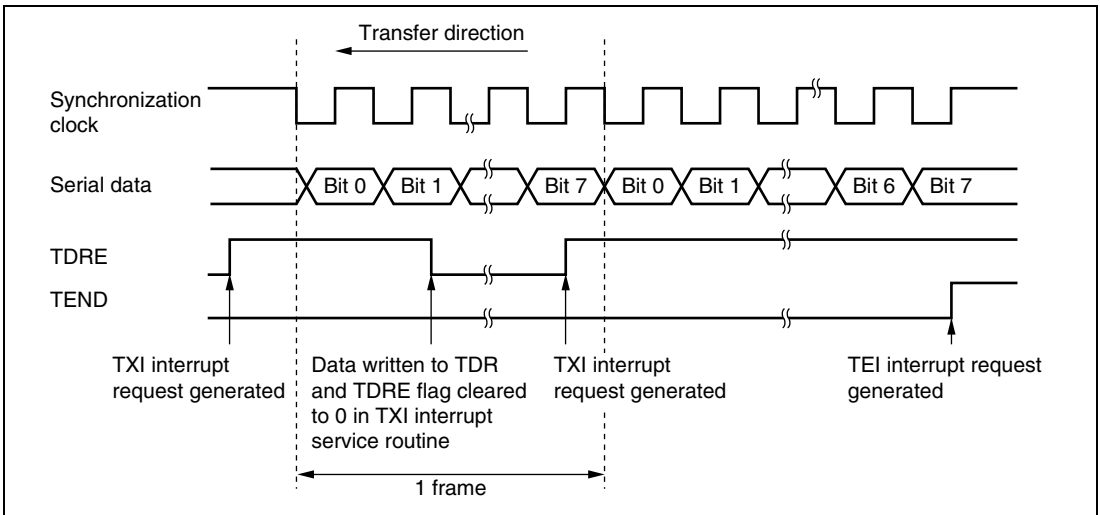 Transfer direction
Synchronization
clock
Serial data
Bit 0
Bit 1
Bit 7
Bit 0
Bit 1
Bit 6
Bit 7
TDRE
TEND
TXI interrupt
request generated
Data written to TDR
and TDRE flag cleared
to 0 in TXI interrupt
service routine
TXI interrupt
request generated
TEI interrupt request
generated
1 frame